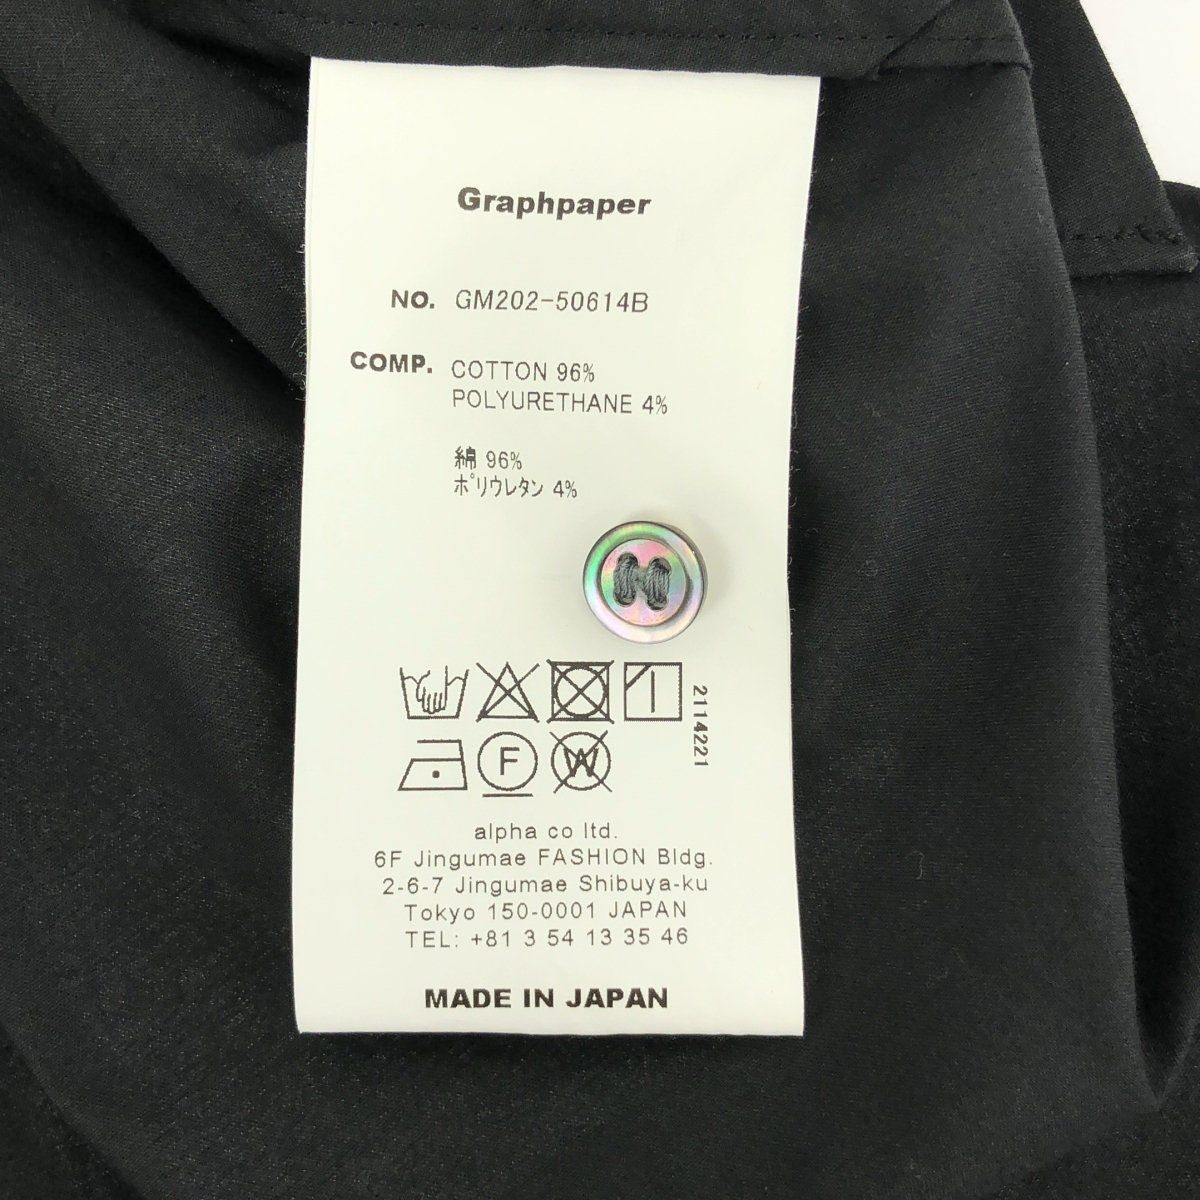 Graphpaper
NO. GM202-50614B
COMP. COTTON 96%
POLYURETHANE 4%
綿 96%
ﾎﾟﾘｳﾚﾀﾝ 4%
2114221
F
W
alpha co ltd.
6F Jingumae FASHION Bldg.
2-6-7 Jingumae Shibuya-ku
Tokyo 150-0001 JAPAN
TEL: +81 3 54 13 35 46
MADE IN JAPAN